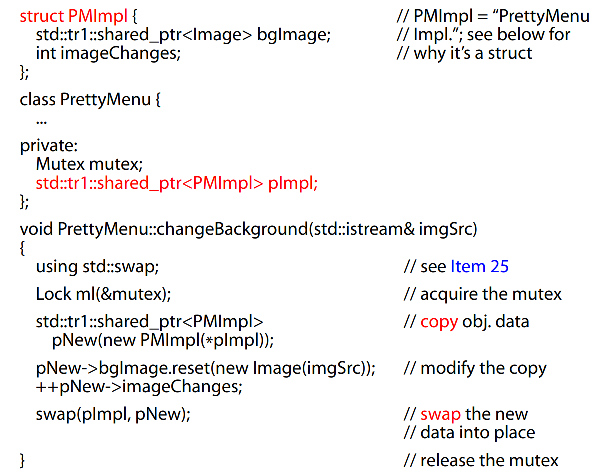 struct PMImpl { // PMImpl = “PrettyMenu
std::tr1::shared_ptr<Image> bgImage; // Impl.”; see below for
int imageChanges; // why it’s a struct
};
class PrettyMenu {
...
private:
Mutex mutex;
std::tr1::shared_ptr<PMImpl> pImpl;
};
void PrettyMenu::changeBackground(std::istream& imgSrc)
{
using std::swap; // see Item 25
Lock ml(&mutex); // acquire the mutex
std::tr1::shared_ptr<PMImpl> // copy obj. data
pNew(new PMImpl(*pImpl));
pNew->bgImage.reset(new Image(imgSrc)); // modify the copy
++pNew->imageChanges;
swap(pImpl, pNew); // swap the new
// data into place
} // release the mutex